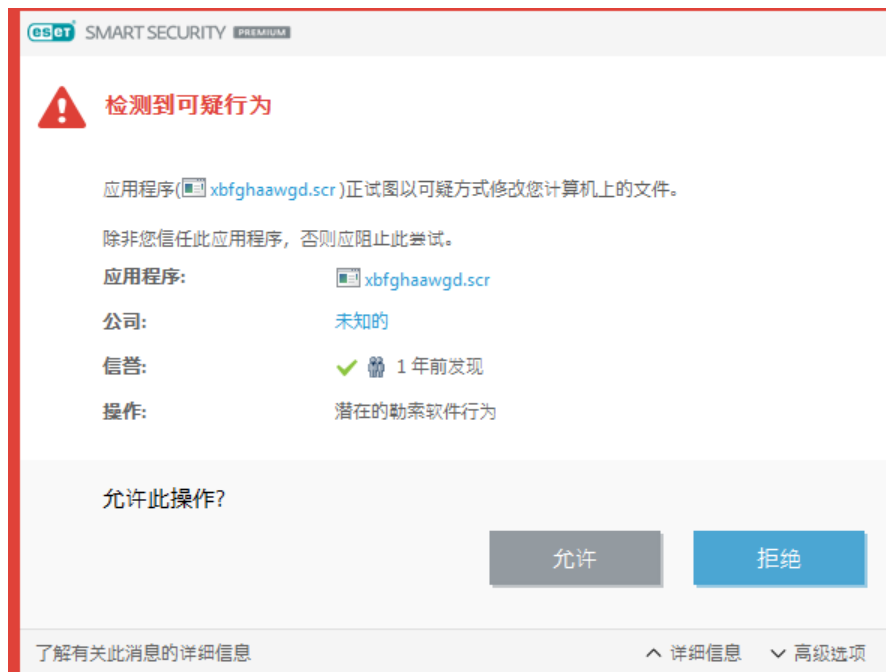 eset SMART SECURITY PREMIUM
检测到可疑行为
应用程序(xbfghaawgd.scr)正试图以可疑方式修改您计算机上的文件。
除非您信任此应用程序，否则应阻止此尝试。
应用程序: xbfghaawgd.scr
公司: 未知的
信誉: 1 年前发现
操作: 潜在的勒索软件行为
允许此操作?
允许 拒绝
了解有关此消息的详细信息 详细信息 高级选项